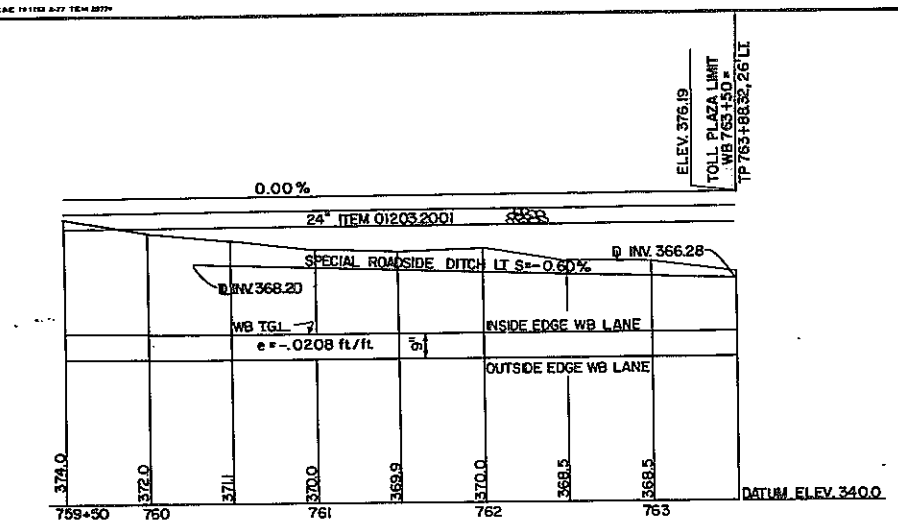 ELEV. 376.19
TOLL PLAZA LIMIT
WB 763+50 =
TP 763+88.32, 26' LT.
0.00 %
24" ITEM 01203.2001
SPECIAL ROADSIDE DITCH LT S=-0.60%
INV. 366.28
INV. 368.20
WB TGL
INSIDE EDGE WB LANE
e = -.0208 ft/ft
9"
OUTSIDE EDGE WB LANE
374.0
372.0
371.1
370.0
369.9
370.0
368.5
368.5
DATUM ELEV. 340.0
759+50 760 761 762 763